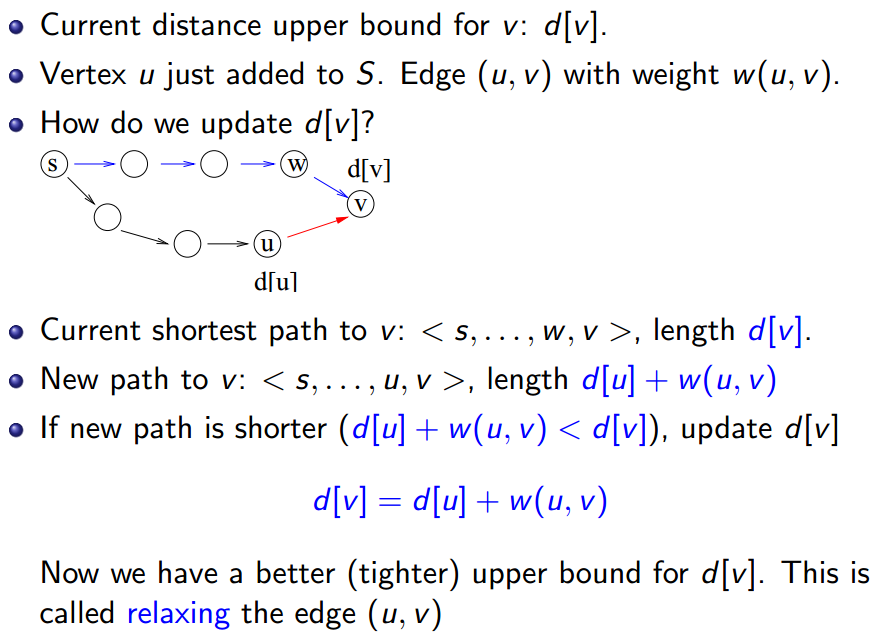 Current distance upper bound for v: d[v].
Vertex u just added to S. Edge (u, v) with weight w(u, v).
How do we update d[v]?
s w d[v]
v
u
d[u]
Current shortest path to v: < s, . . . , w, v >, length d[v].
New path to v: < s, . . . , u, v >, length d[u] + w(u, v)
If new path is shorter (d[u] + w(u, v) < d[v]), update d[v]
d[v] = d[u] + w(u, v)
Now we have a better (tighter) upper bound for d[v]. This is
called relaxing the edge (u, v)